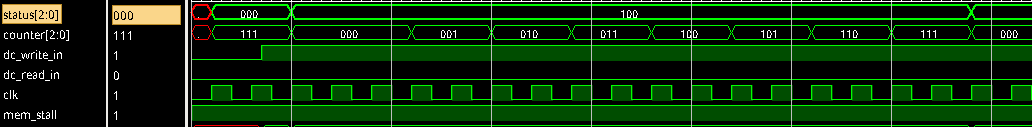 status[2:0] 000 000 100
counter[2:0] 111 111 000 001 010 011 100 101 110 111 000
dc_write_in 1
dc_read_in 0
clk 1
mem_stall 1